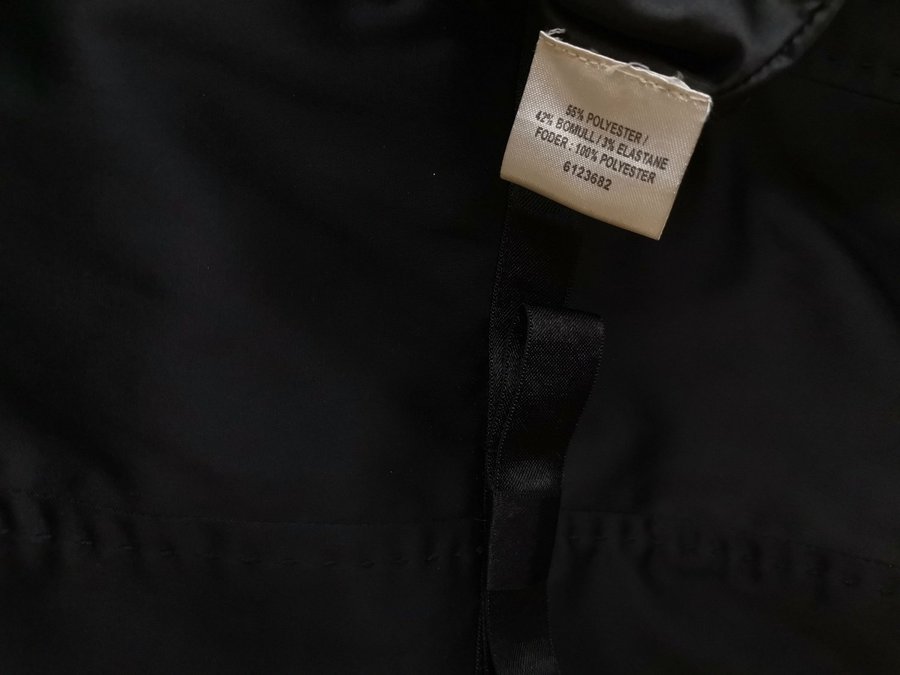 55% POLYESTER /
42% BOMULL / 3% ELASTANE
FODER : 100% POLYESTER
6123682